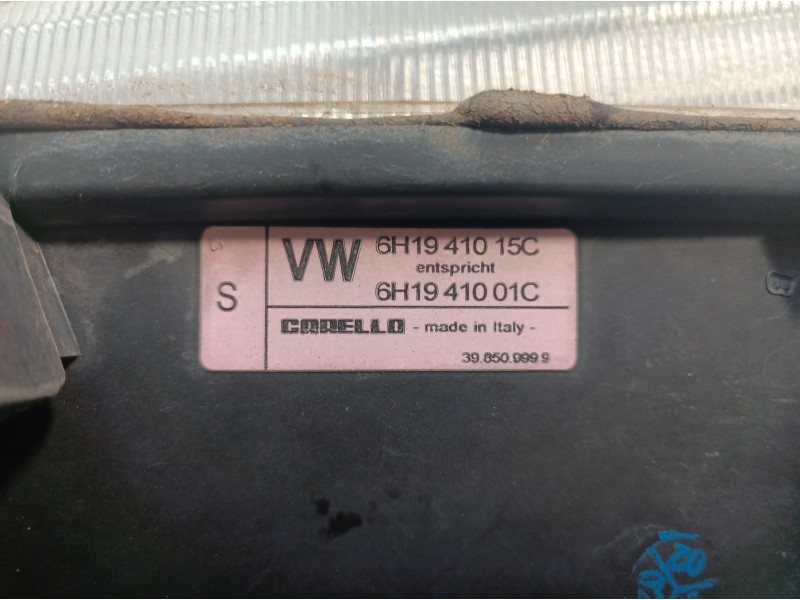 VW 6H19 410 15C
entspricht
6H19 410 01C
S
CARELLO - made in Italy -
39.850.999 9